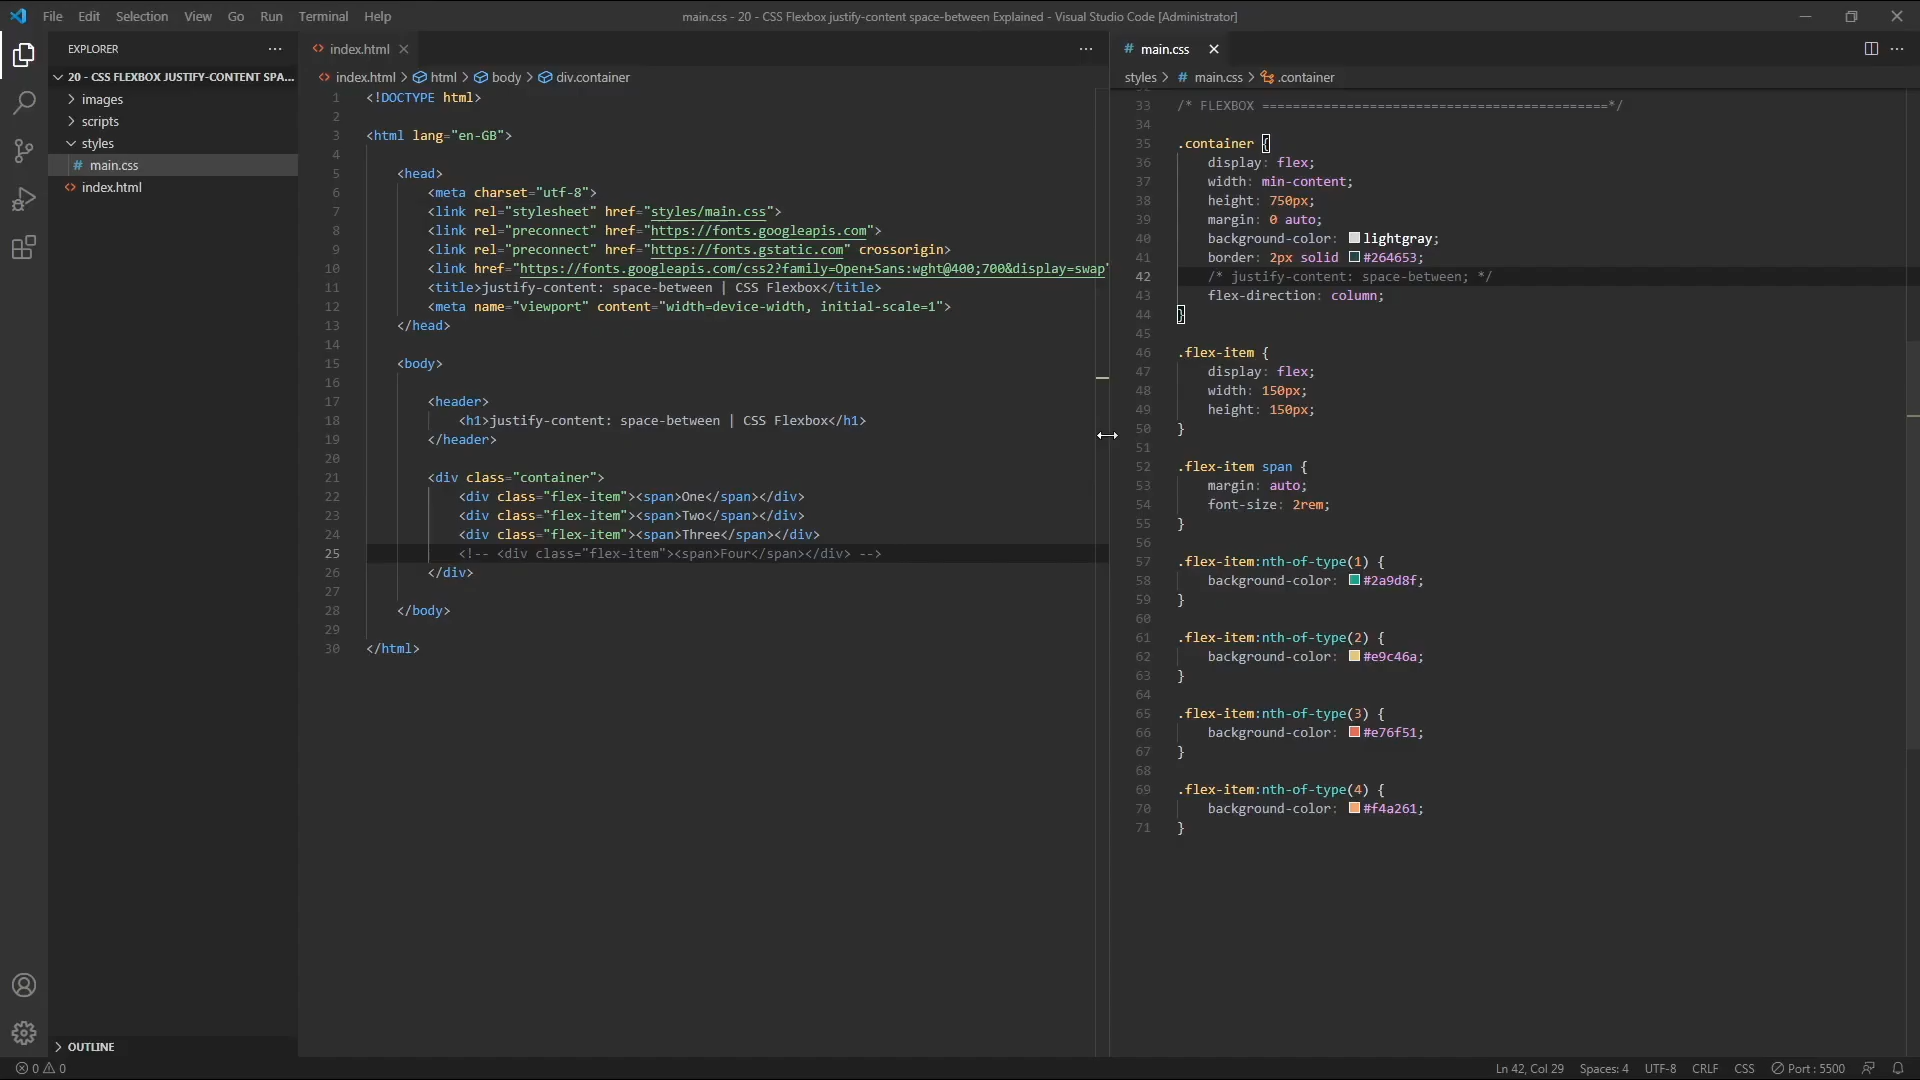 File Edit Selection View Go Run Terminal Help
main.css - 20 - CSS Flexbox justify-content space-between Explained - Visual Studio Code [Administrator]
EXPLORER
20 - CSS FLEXBOX JUSTIFY-CONTENT SPA...
images
scripts
styles
# main.css
index.html
OUTLINE
index.html
index.html > html > body > div.container
1 <!DOCTYPE html>
2
3 <html lang="en-GB">
4
5 <head>
6 <meta charset="utf-8">
7 <link rel="stylesheet" href="styles/main.css">
8 <link rel="preconnect" href="https://fonts.googleapis.com">
9 <link rel="preconnect" href="https://fonts.gstatic.com" crossorigin>
10 <link href="https://fonts.googleapis.com/css2?family=Open+Sans:wght@400;700&display=swap"
11 <title>justify-content: space-between | CSS Flexbox</title>
12 <meta name="viewport" content="width=device-width, initial-scale=1">
13 </head>
14
15 <body>
16
17 <header>
18 <h1>justify-content: space-between | CSS Flexbox</h1>
19 </header>
20
21 <div class="container">
22 <div class="flex-item"><span>One</span></div>
23 <div class="flex-item"><span>Two</span></div>
24 <div class="flex-item"><span>Three</span></div>
25 <!-- <div class="flex-item"><span>Four</span></div> -->
26 </div>
27
28 </body>
29
30 </html>
# main.css
styles > # main.css > .container
33 /* FLEXBOX =============================================*/
34
35 .container {
36 display: flex;
37 width: min-content;
38 height: 750px;
39 margin: 0 auto;
40 background-color: lightgray;
41 border: 2px solid #264653;
42 /* justify-content: space-between; */
43 flex-direction: column;
44 }
45
46 .flex-item {
47 display: flex;
48 width: 150px;
49 height: 150px;
50 }
51
52 .flex-item span {
53 margin: auto;
54 font-size: 2rem;
55 }
56
57 .flex-item:nth-of-type(1) {
58 background-color: #2a9d8f;
59 }
60
61 .flex-item:nth-of-type(2) {
62 background-color: #e9c46a;
63 }
64
65 .flex-item:nth-of-type(3) {
66 background-color: #e76f51;
67 }
68
69 .flex-item:nth-of-type(4) {
70 background-color: #f4a261;
71 }
0 0
Ln 42, Col 29 Spaces: 4 UTF-8 CRLF CSS Port : 5500